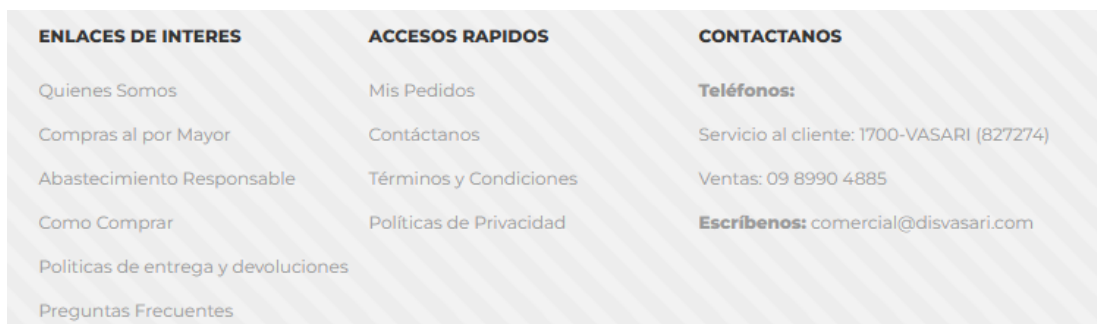 ENLACES DE INTERES
Quienes Somos
Compras al por Mayor
Abastecimiento Responsable
Como Comprar
Politicas de entrega y devoluciones
Preguntas Frecuentes
ACCESOS RAPIDOS
Mis Pedidos
Contáctanos
Términos y Condiciones
Políticas de Privacidad
CONTACTANOS
Teléfonos:
Servicio al cliente: 1700-VASARI (827274)
Ventas: 09 8990 4885
Escríbenos: comercial@disvasari.com